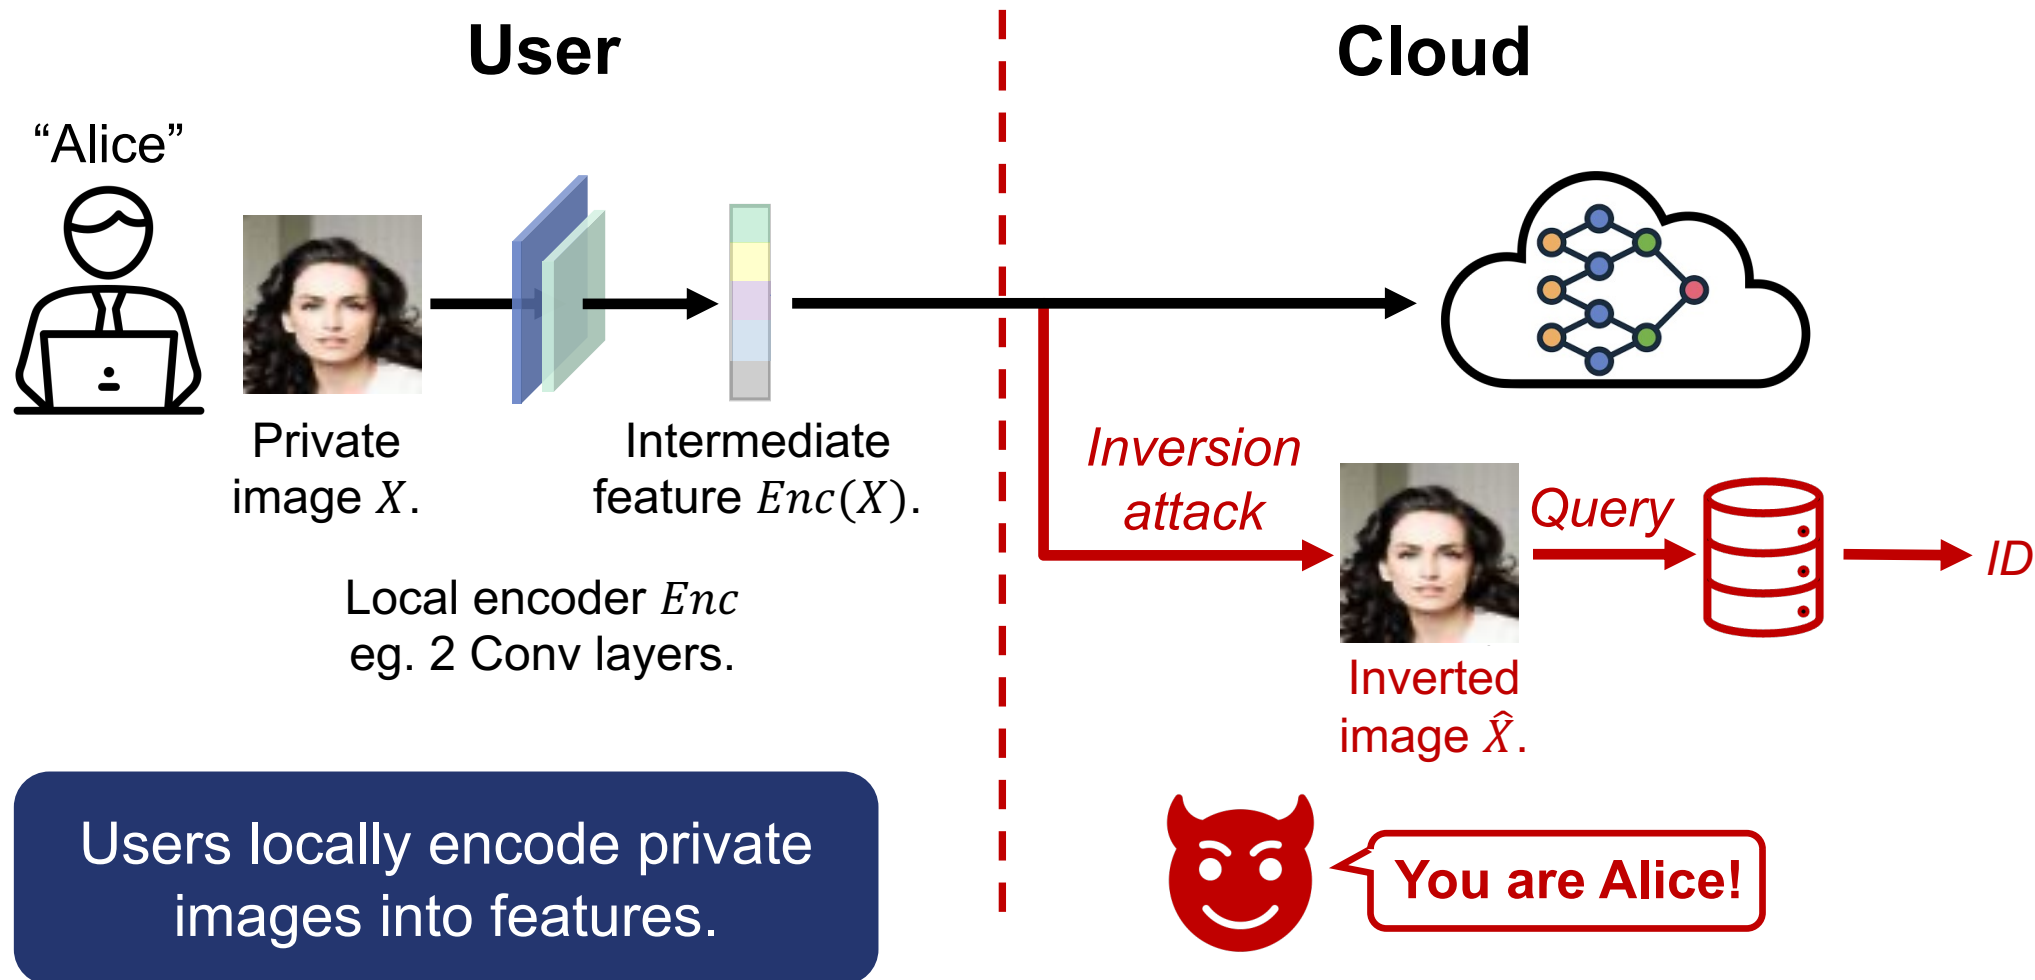 User
Cloud
“Alice”
Private
image X.
Intermediate
feature Enc(X).
Local encoder Enc
eg. 2 Conv layers.
Inversion
attack
Query
ID
Inverted
image X̂.
Users locally encode private
images into features.
You are Alice!